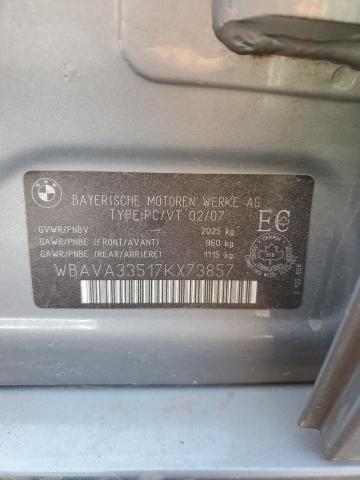 BMW
BAYERISCHE MOTOREN WERKE AG
TYPE:PC/VT 02/07
GVWR/PNBV 2025 kg
GAWR/PNBE (FRONT/AVANT) 960 kg
GAWR/PNBE (REAR/ARRIERE) 1115 kg
WBAVA33517KX73857
EC
CANADA